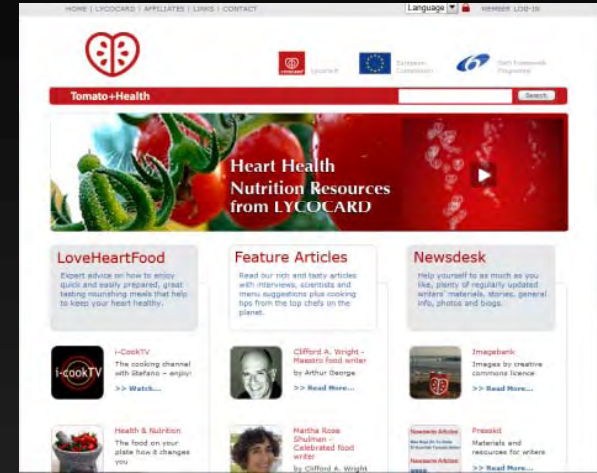 HOME | LYCOCARD | AFFILIATES | LINKS | CONTACT
Language
MEMBER LOG-IN
European
Commission
Sixth Framework
Programme
Tomato+Health
Search
Heart Health
Nutrition Resources
from LYCOCARD
LoveHeartFood
Expert advice on how to enjoy
quick and easily prepared, great
tasting nourishing meals that help
to keep your heart healthy.
Feature Articles
Read our rich and tasty articles
with interviews, scientists and
menu suggestions plus cooking
tips from the top chefs on the
planet.
Newsdesk
Help yourself to as much as you
like, plenty of regularly updated
writers' materials, stories, general
info, photos and blogs.
i-cookTV
i-CookTV
The cooking channel
with Stefano – enjoy!
>> Watch...
Clifford A. Wright -
Maestro food writer
by Arthur George
>> Read More...
Imagebank
Images by creative
commons licence
>> Read More...
Health & Nutrition
The food on your
plate how it changes
you
Martha Rose
Shulman -
Celebrated food
writer
by Clifford A. Wright
Newswire Articles
Newswire Articles
Presskit
Materials and
resources for writers
>> Read More...